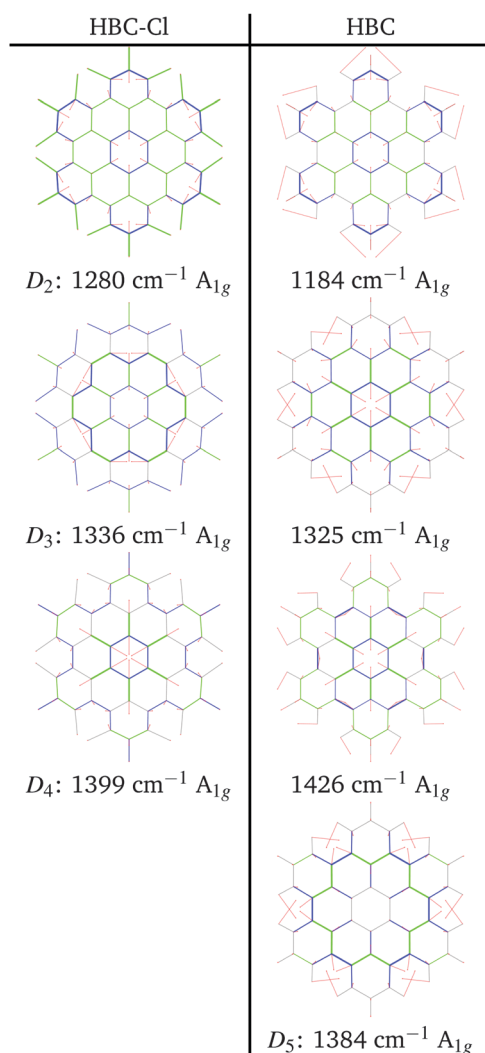 HBC-Cl HBC
D₂: 1280 cm⁻¹ A₁g 1184 cm⁻¹ A₁g
D₃: 1336 cm⁻¹ A₁g 1325 cm⁻¹ A₁g
D₄: 1399 cm⁻¹ A₁g 1426 cm⁻¹ A₁g
D₅: 1384 cm⁻¹ A₁g